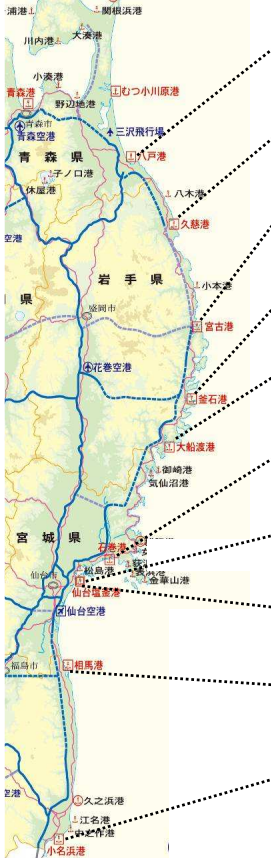 浦港
関根浜港
川内港
大湊港
小湊港
むつ小川原港
青森港
野辺地港
青森市
青森空港
三沢飛行場
青森県
八戸港
子ノ口港
休屋港
八木港
久慈港
空港
岩手県
小本港
県
盛岡市
宮古港
花巻空港
釜石港
大船渡港
御崎港
気仙沼港
宮城県
石巻港
松島港
仙台市
金華山港
仙台塩釜港
仙台空港
福島市
相馬港
空港
久之浜港
江名港
中之作港
小名浜港